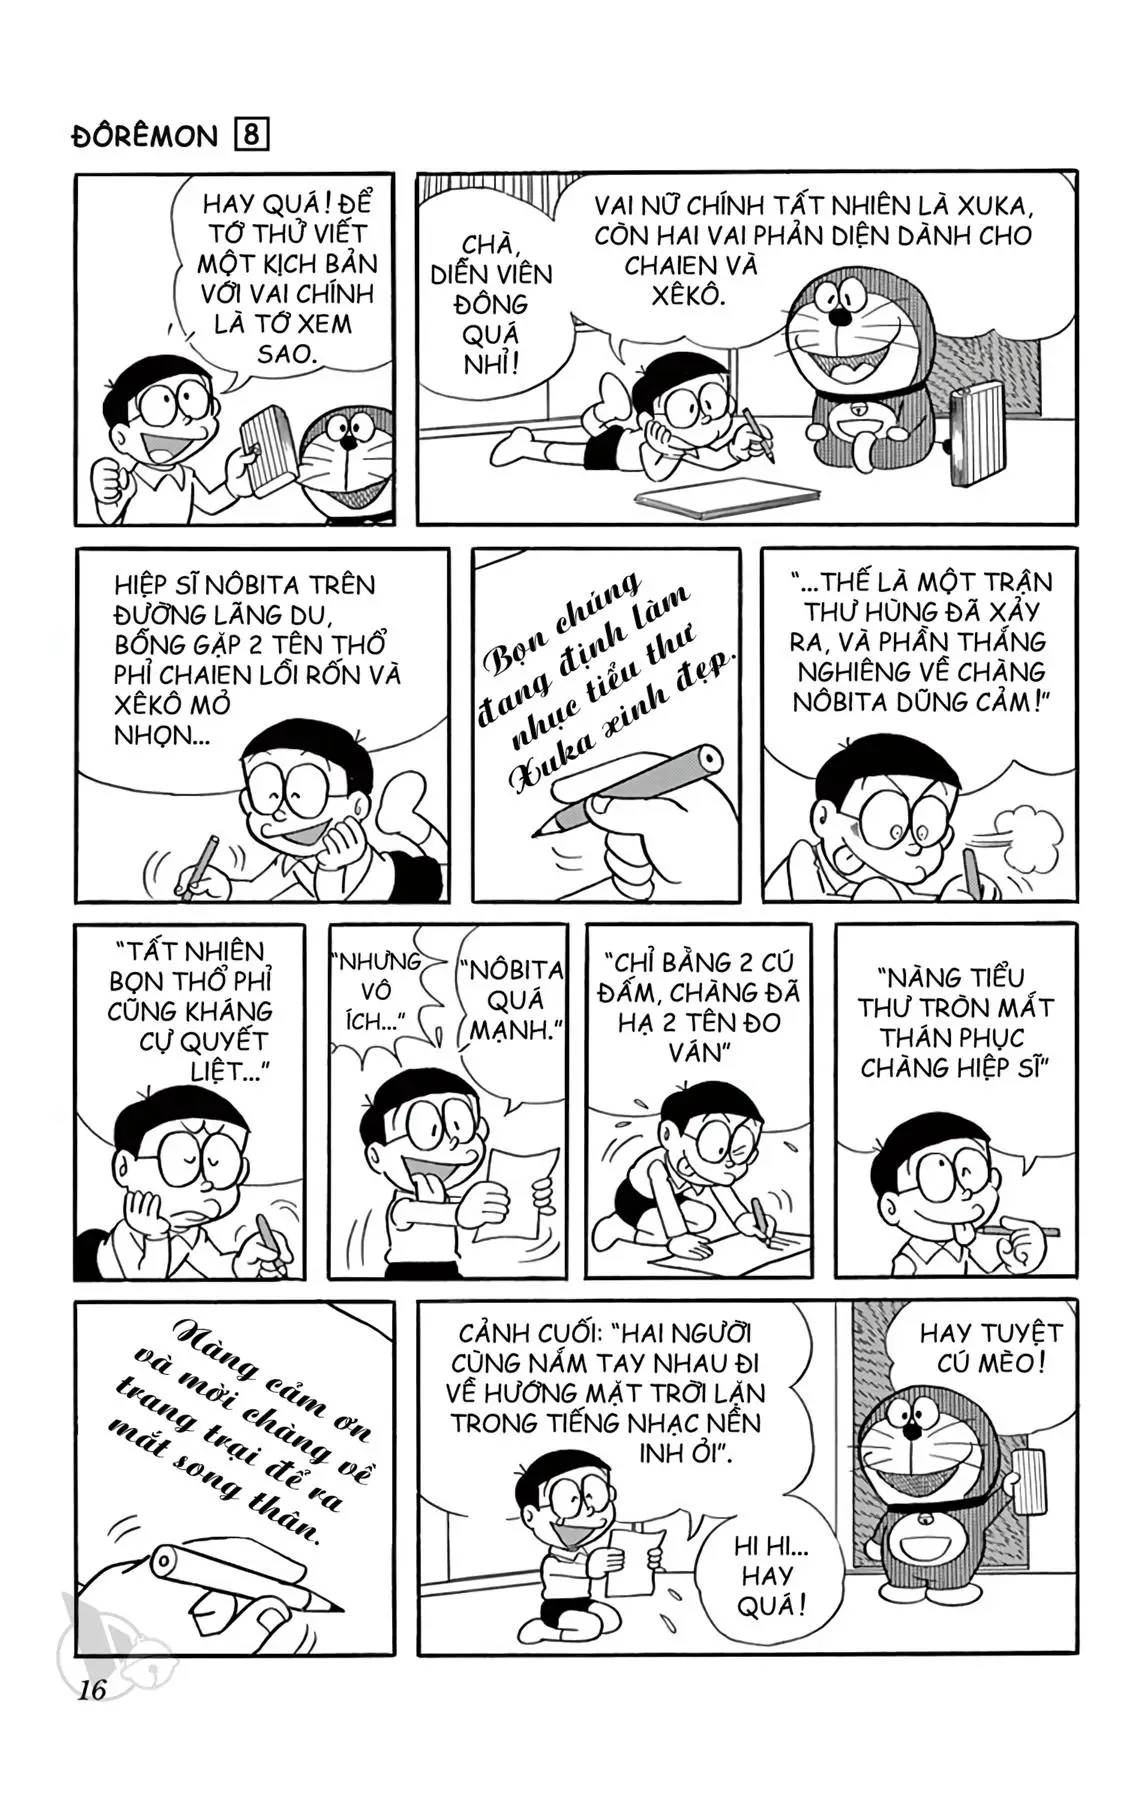 ĐÔRÊMON 8
HAY QUÁ! ĐỂ
TỚ THỬ VIẾT
MỘT KỊCH BẢN
VỚI VAI CHÍNH
LÀ TỚ XEM
SAO.
CHÀ,
DIỄN VIÊN
ĐÔNG
QUÁ
NHỈ!
VAI NỮ CHÍNH TẤT NHIÊN LÀ XUKA,
CÒN HAI VAI PHẢN DIỆN DÀNH CHO
CHAIEN VÀ
XÊKÔ.
HIỆP SĨ NÔBITA TRÊN
ĐƯỜNG LÃNG DU,
BỖNG GẶP 2 TÊN THỔ
PHỈ CHAIEN LỒI RỐN VÀ
XÊKÔ MỎ
NHỌN...
Bọn chúng
đang định làm
nhục tiểu thư
Xuka xinh đẹp.
“...THẾ LÀ MỘT TRẬN
THƯ HÙNG ĐÃ XẢY
RA, VÀ PHẦN THẮNG
NGHIÊNG VỀ CHÀNG
NÔBITA DŨNG CẢM!”
“TẤT NHIÊN
BỌN THỔ PHỈ
CŨNG KHÁNG
CỰ QUYẾT
LIỆT...”
“NHƯNG
VÔ
ÍCH...”
“NÔBITA
QUÁ
MẠNH.”
“CHỈ BẰNG 2 CÚ
ĐẤM, CHÀNG ĐÃ
HẠ 2 TÊN ĐO
VÁN”
“NÀNG TIỂU
THƯ TRÒN MẮT
THÁN PHỤC
CHÀNG HIỆP SĨ”
Nàng cảm ơn
và mời chàng về
trang trại để ra
mắt song thân.
CẢNH CUỐI: “HAI NGƯỜI
CÙNG NẮM TAY NHAU ĐI
VỀ HƯỚNG MẶT TRỜI LẶN
TRONG TIẾNG NHẠC NỀN
INH ỎI”.
HI HI...
HAY
QUÁ!
HAY TUYỆT
CÚ MÈO!
16